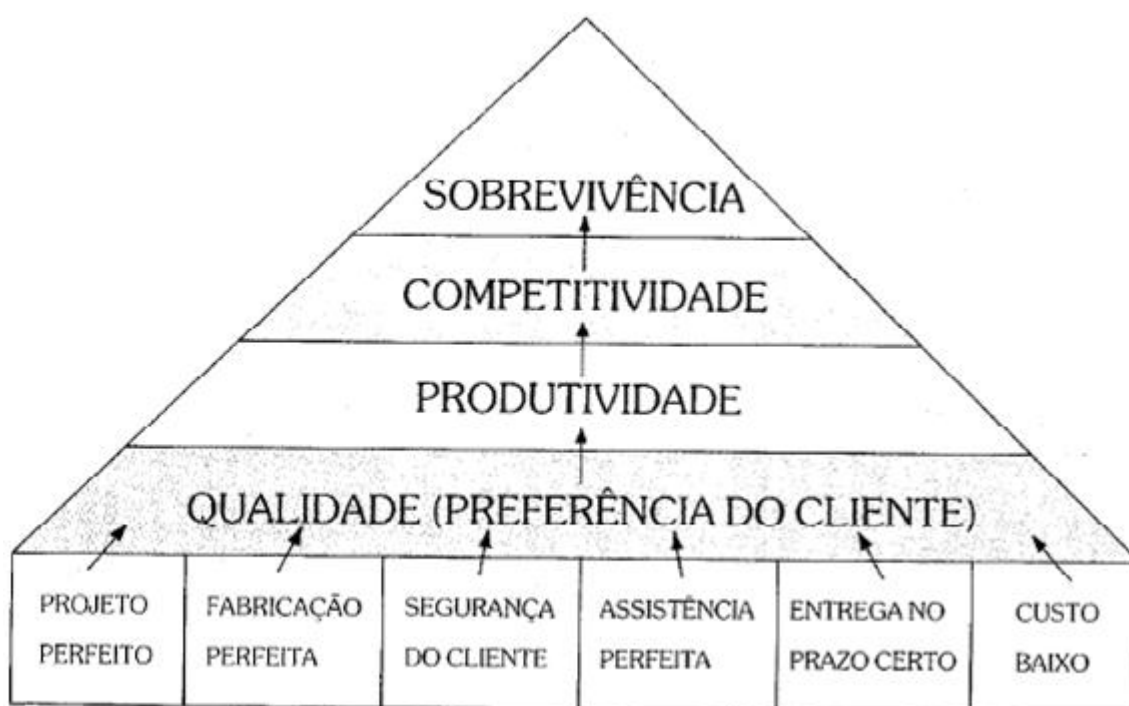 SOBREVIVÊNCIA
COMPETITIVIDADE
PRODUTIVIDADE
QUALIDADE (PREFERÊNCIA DO CLIENTE)
PROJETO
PERFEITO
FABRICAÇÃO
PERFEITA
SEGURANÇA
DO CLIENTE
ASSISTÊNCIA
PERFEITA
ENTREGA NO
PRAZO CERTO
CUSTO
BAIXO